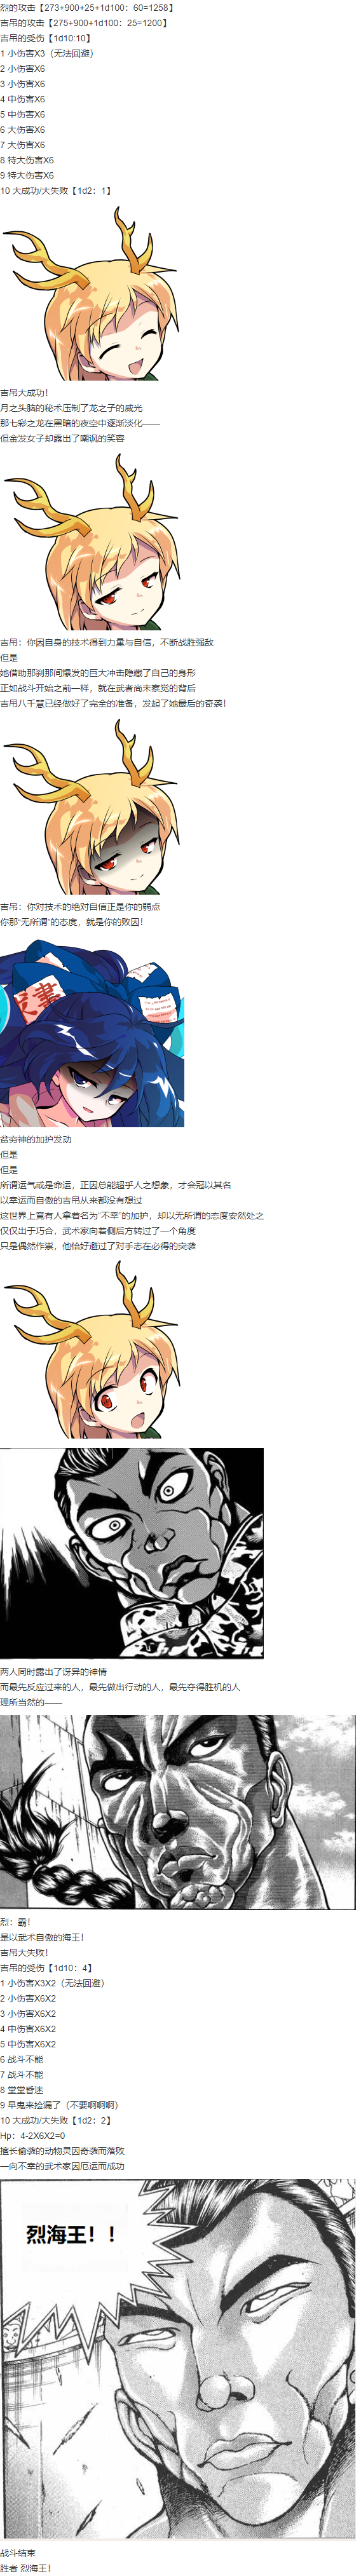 烈的攻击【273+900+25+1d100：60=1258】
吉吊的攻击【275+900+1d100：25=1200】
吉吊的受伤【1d10:10】
1 小伤害X3（无法回避）
2 小伤害X6
3 小伤害X6
4 中伤害X6
5 中伤害X6
6 大伤害X6
7 大伤害X6
8 特大伤害X6
9 特大伤害X6
10 大成功/大失败【1d2：1】
吉吊大成功！
月之头脑的秘术压制了龙之子的威光
那七彩之龙在黑暗的夜空中逐渐淡化——
但金发女子却露出了嘲讽的笑容
吉吊：你因自身的技术得到力量与自信，不断战胜强敌
但是
她借助那刹那间爆发的巨大冲击隐藏了自己的身形
正如战斗开始之前一样，就在武者尚未察觉的背后
吉吊八千慧已经做好了完全的准备，发起了她最后的奇袭！
吉吊：你对技术的绝对自信正是你的弱点
你那“无所谓”的态度，就是你的败因！
贫穷神的加护发动
但是
但是
所谓运气或是命运，正因总能超乎人之想象，才会冠以其名
以幸运而自傲的吉吊从来都没有想过
这世界上竟有人拿着名为“不幸”的加护，却以无所谓的态度安然处之
仅仅出于巧合，武术家向着侧后方转过了一个角度
只是偶然作祟，他恰好避过了对手志在必得的突袭
两人同时露出了讶异的神情
而最先反应过来的人，最先做出行动的人，最先夺得胜机的人
理所当然的——
烈：霸！
是以武术自傲的海王！
吉吊大失败！
吉吊的受伤【1d10：4】
1 小伤害X3X2（无法回避）
2 小伤害X6X2
3 小伤害X6X2
4 中伤害X6X2
5 中伤害X6X2
6 战斗不能
7 战斗不能
8 堂堂昏迷
9 早鬼来捡漏了（不要啊啊啊）
10 大成功/大失败【1d2：2】
Hp：4-2X6X2=0
擅长偷袭的动物灵因奇袭而落败
一向不幸的武术家因厄运而成功
烈海王！！
战斗结束
胜者 烈海王！